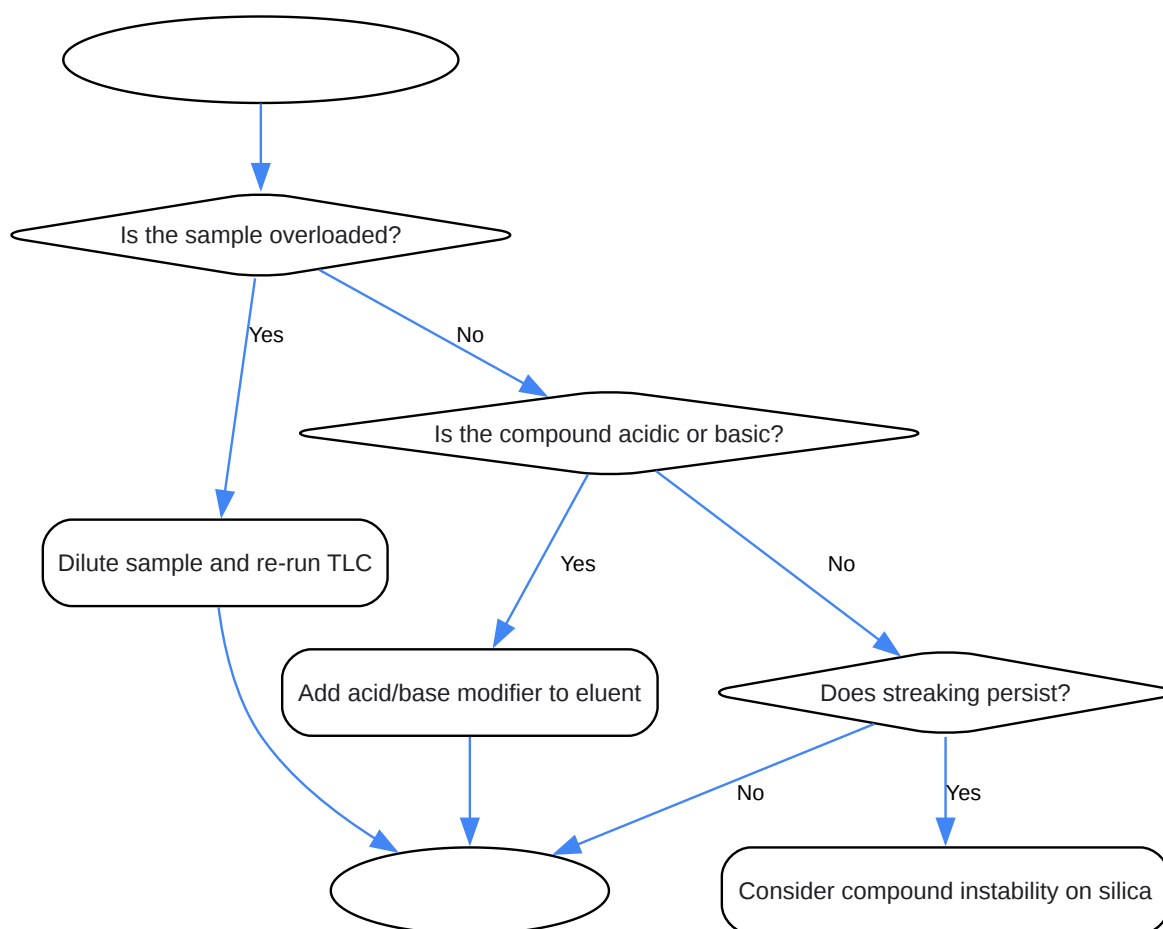 Is the sample overloaded?
Yes
No
Is the compound acidic or basic?
Dilute sample and re-run TLC
Yes
No
Add acid/base modifier to eluent
Does streaking persist?
No
Yes
Consider compound instability on silica